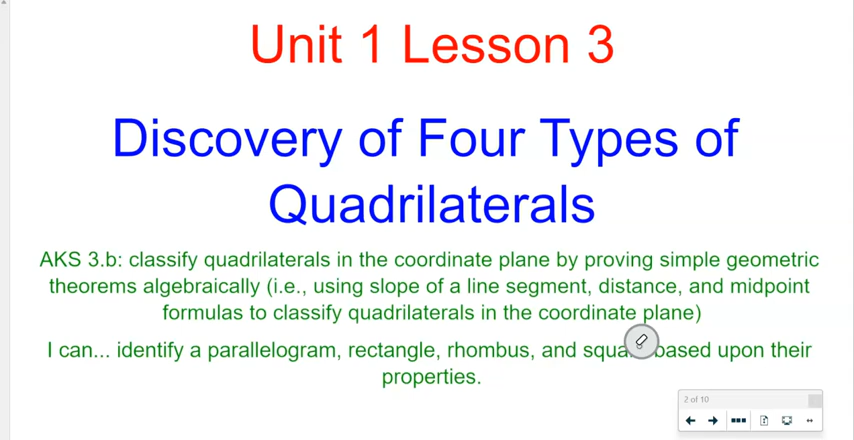 Unit 1 Lesson 3
Discovery of Four Types of
Quadrilaterals
AKS 3.b: classify quadrilaterals in the coordinate plane by proving simple geometric
theorems algebraically (i.e., using slope of a line segment, distance, and midpoint
formulas to classify quadrilaterals in the coordinate plane)
I can... identify a parallelogram, rectangle, rhombus, and square based upon their
properties.
2 of 10